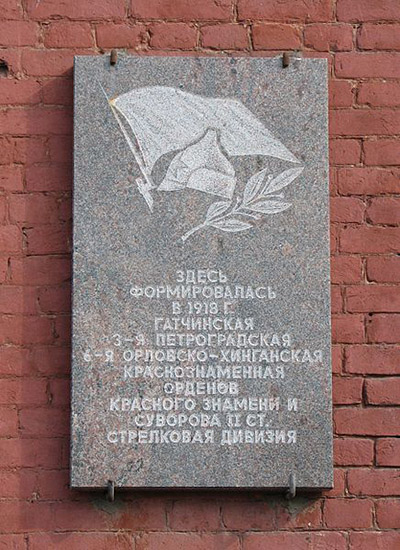 ЗДЕСЬ
ФОРМИРОВАЛАСЬ
В 1918 Г.
ГАТЧИНСКАЯ
3-Я ПЕТРОГРАДСКАЯ
6-Я ОРЛОВСКО-ХИНГАНСКАЯ
КРАСНОЗНАМЕННАЯ
ОРДЕНОВ
КРАСНОГО ЗНАМЕНИ И
СУВОРОВА II СТ.
СТРЕЛКОВАЯ ДИВИЗИЯ